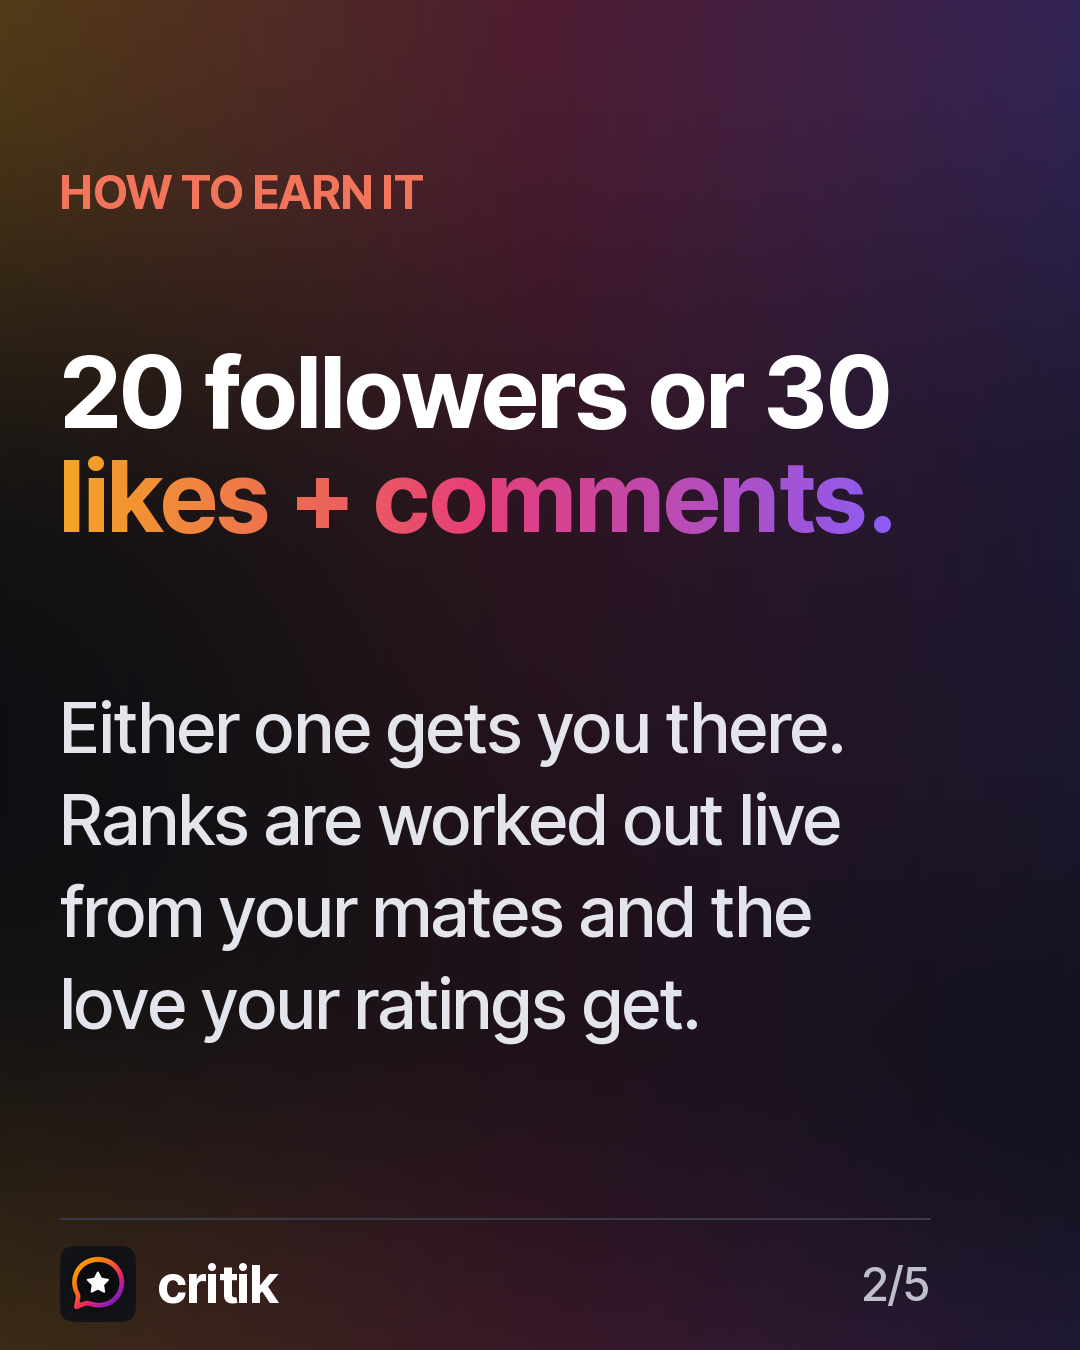 HOW TO EARN IT
20 followers or 30
likes + comments.
Either one gets you there.
Ranks are worked out live
from your mates and the
love your ratings get.
critik
2/5